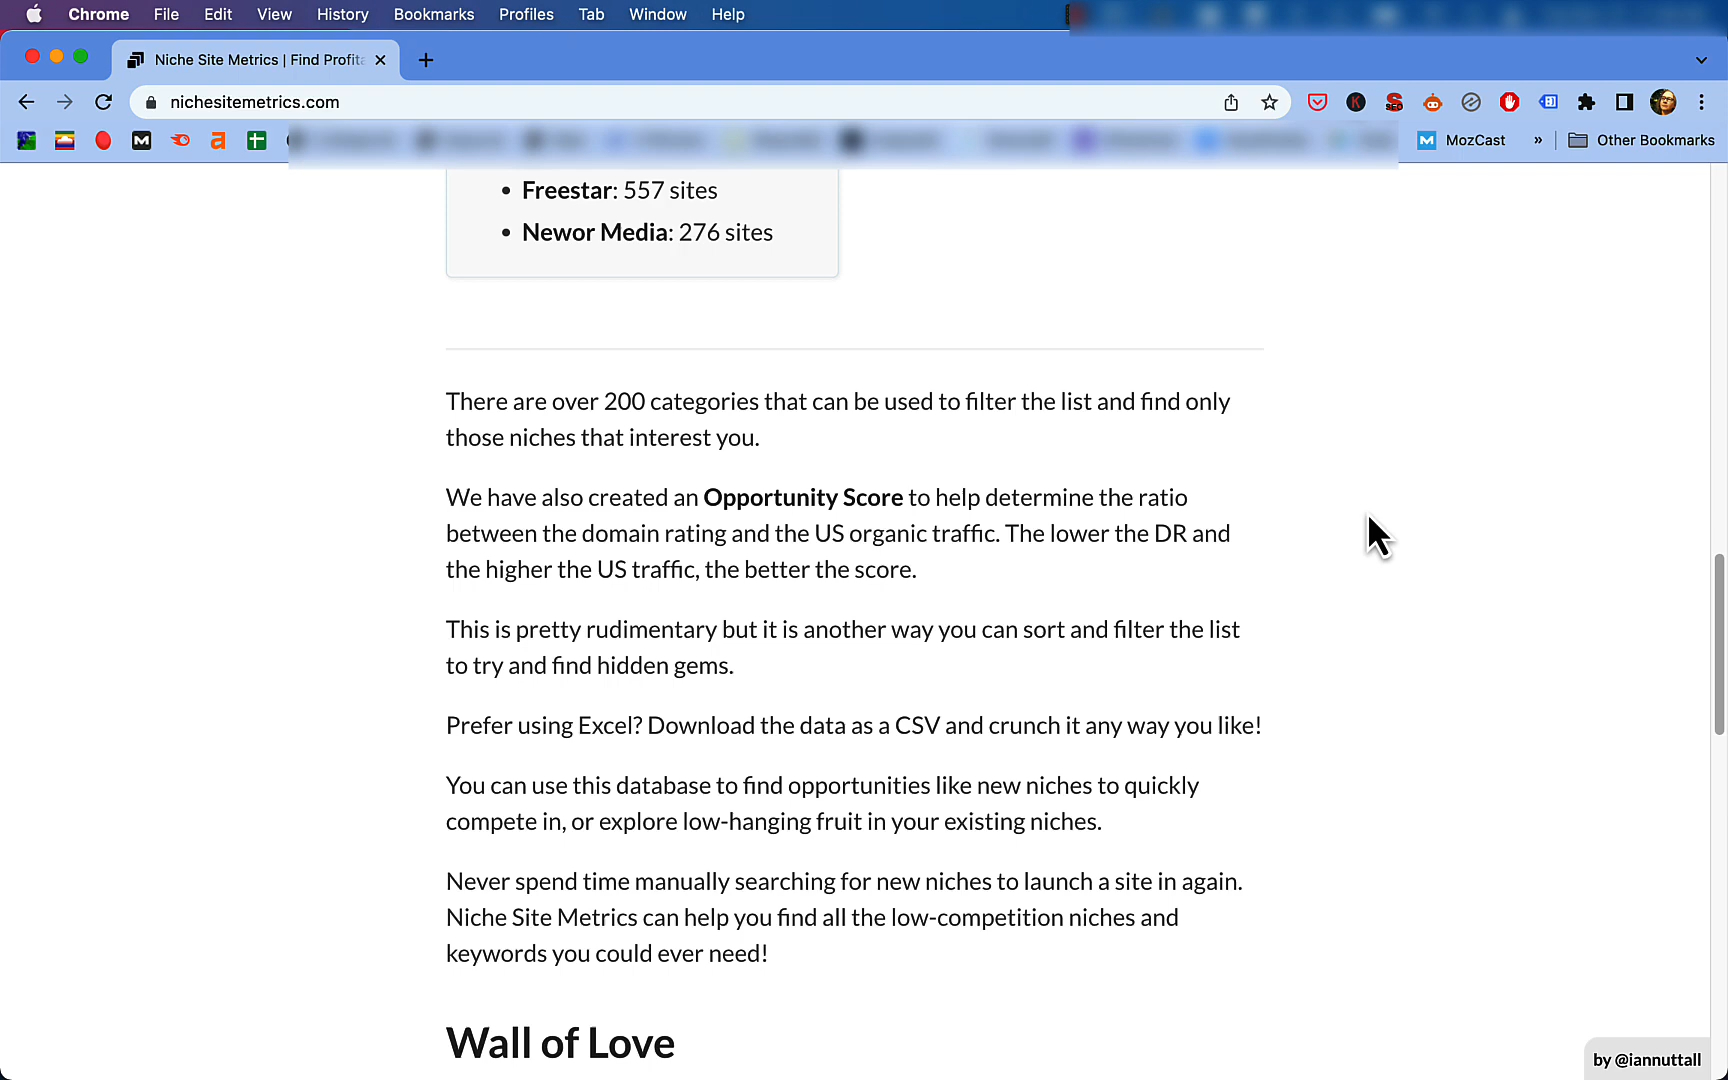 Chrome File Edit View History Bookmarks Profiles Tab Window Help
Niche Site Metrics | Find Profita
nichesitemetrics.com
MozCast » Other Bookmarks
• Freestar: 557 sites
• Newor Media: 276 sites
There are over 200 categories that can be used to filter the list and find only
those niches that interest you.
We have also created an Opportunity Score to help determine the ratio
between the domain rating and the US organic traffic. The lower the DR and
the higher the US traffic, the better the score.
This is pretty rudimentary but it is another way you can sort and filter the list
to try and find hidden gems.
Prefer using Excel? Download the data as a CSV and crunch it any way you like!
You can use this database to find opportunities like new niches to quickly
compete in, or explore low-hanging fruit in your existing niches.
Never spend time manually searching for new niches to launch a site in again.
Niche Site Metrics can help you find all the low-competition niches and
keywords you could ever need!
Wall of Love
by @iannuttall